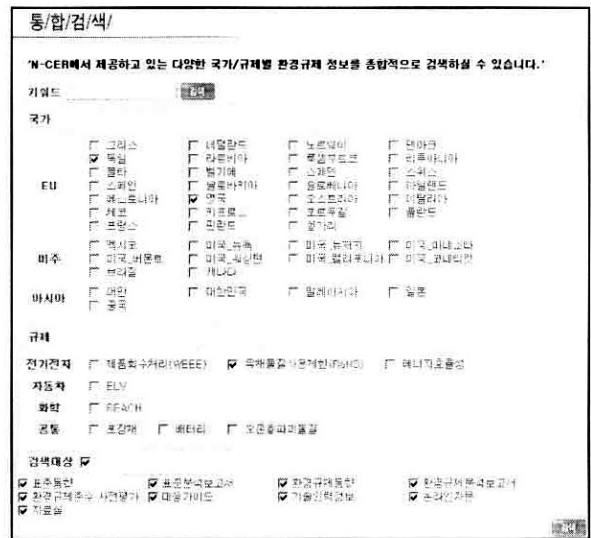 통/합/검/색/
'N-CER에서 제공하고 있는 다양한 국가/규제별 환경규제 정보를 종합적으로 검색하실 수 있습니다.'
키워드 검색
국가
그리스 네덜란드 노르웨이 덴마크
독일 라트비아 룩셈부르크 리투아니아
몰타 벨기에 스웨덴 스위스
EU 스페인 슬로바키아 슬로베니아 아일랜드
에스토니아 영국 오스트리아 이탈리아
체코 키프로스 포르투갈 폴란드
프랑스 핀란드 헝가리
멕시코 미국_뉴욕 미국_뉴저지 미국_미네소타
미주 미국_버몬트 미국_워싱턴 미국_캘리포니아 미국_코네티컷
브라질 캐나다
아시아 대만 대한민국 말레이시아 일본
중국
규제
전기전자 제품회수처리(WEEE) 유해물질사용제한(RoHS) 에너지효율성
자동차 ELV
화학 REACH
공통 포장재 배터리 오존층파괴물질
검색대상
표준동향 표준분석보고서 환경규제동향 환경규제분석보고서
환경규제준수 사전평가 대응가이드 기술인력정보 온라인자문
자료실
검색